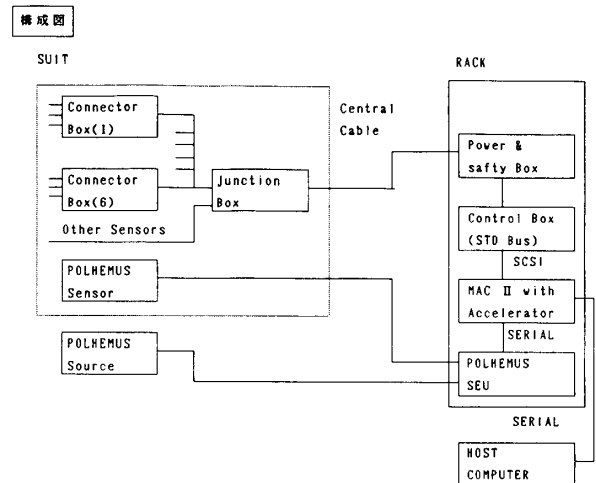 構成図
SUIT
RACK
Connector
Box(1)
Central
Cable
Power &
safty Box
Connector
Box(6)
Junction
Box
Other Sensors
Control Box
(STD Bus)
SCSI
POLHEMUS
Sensor
MAC II with
Accelerator
SERIAL
POLHEMUS
Source
POLHEMUS
SEU
SERIAL
HOST
COMPUTER